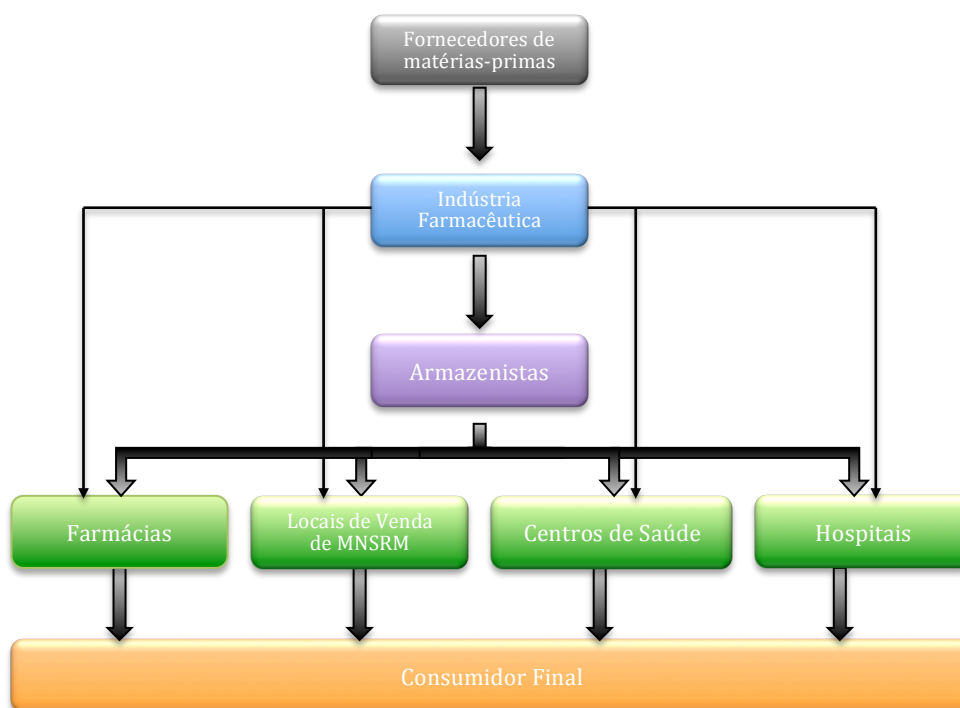 Fornecedores de
matérias-primas
Indústria
Farmacêutica
Armazenistas
Farmácias
Locais de Venda
de MNSRM
Centros de Saúde
Hospitais
Consumidor Final